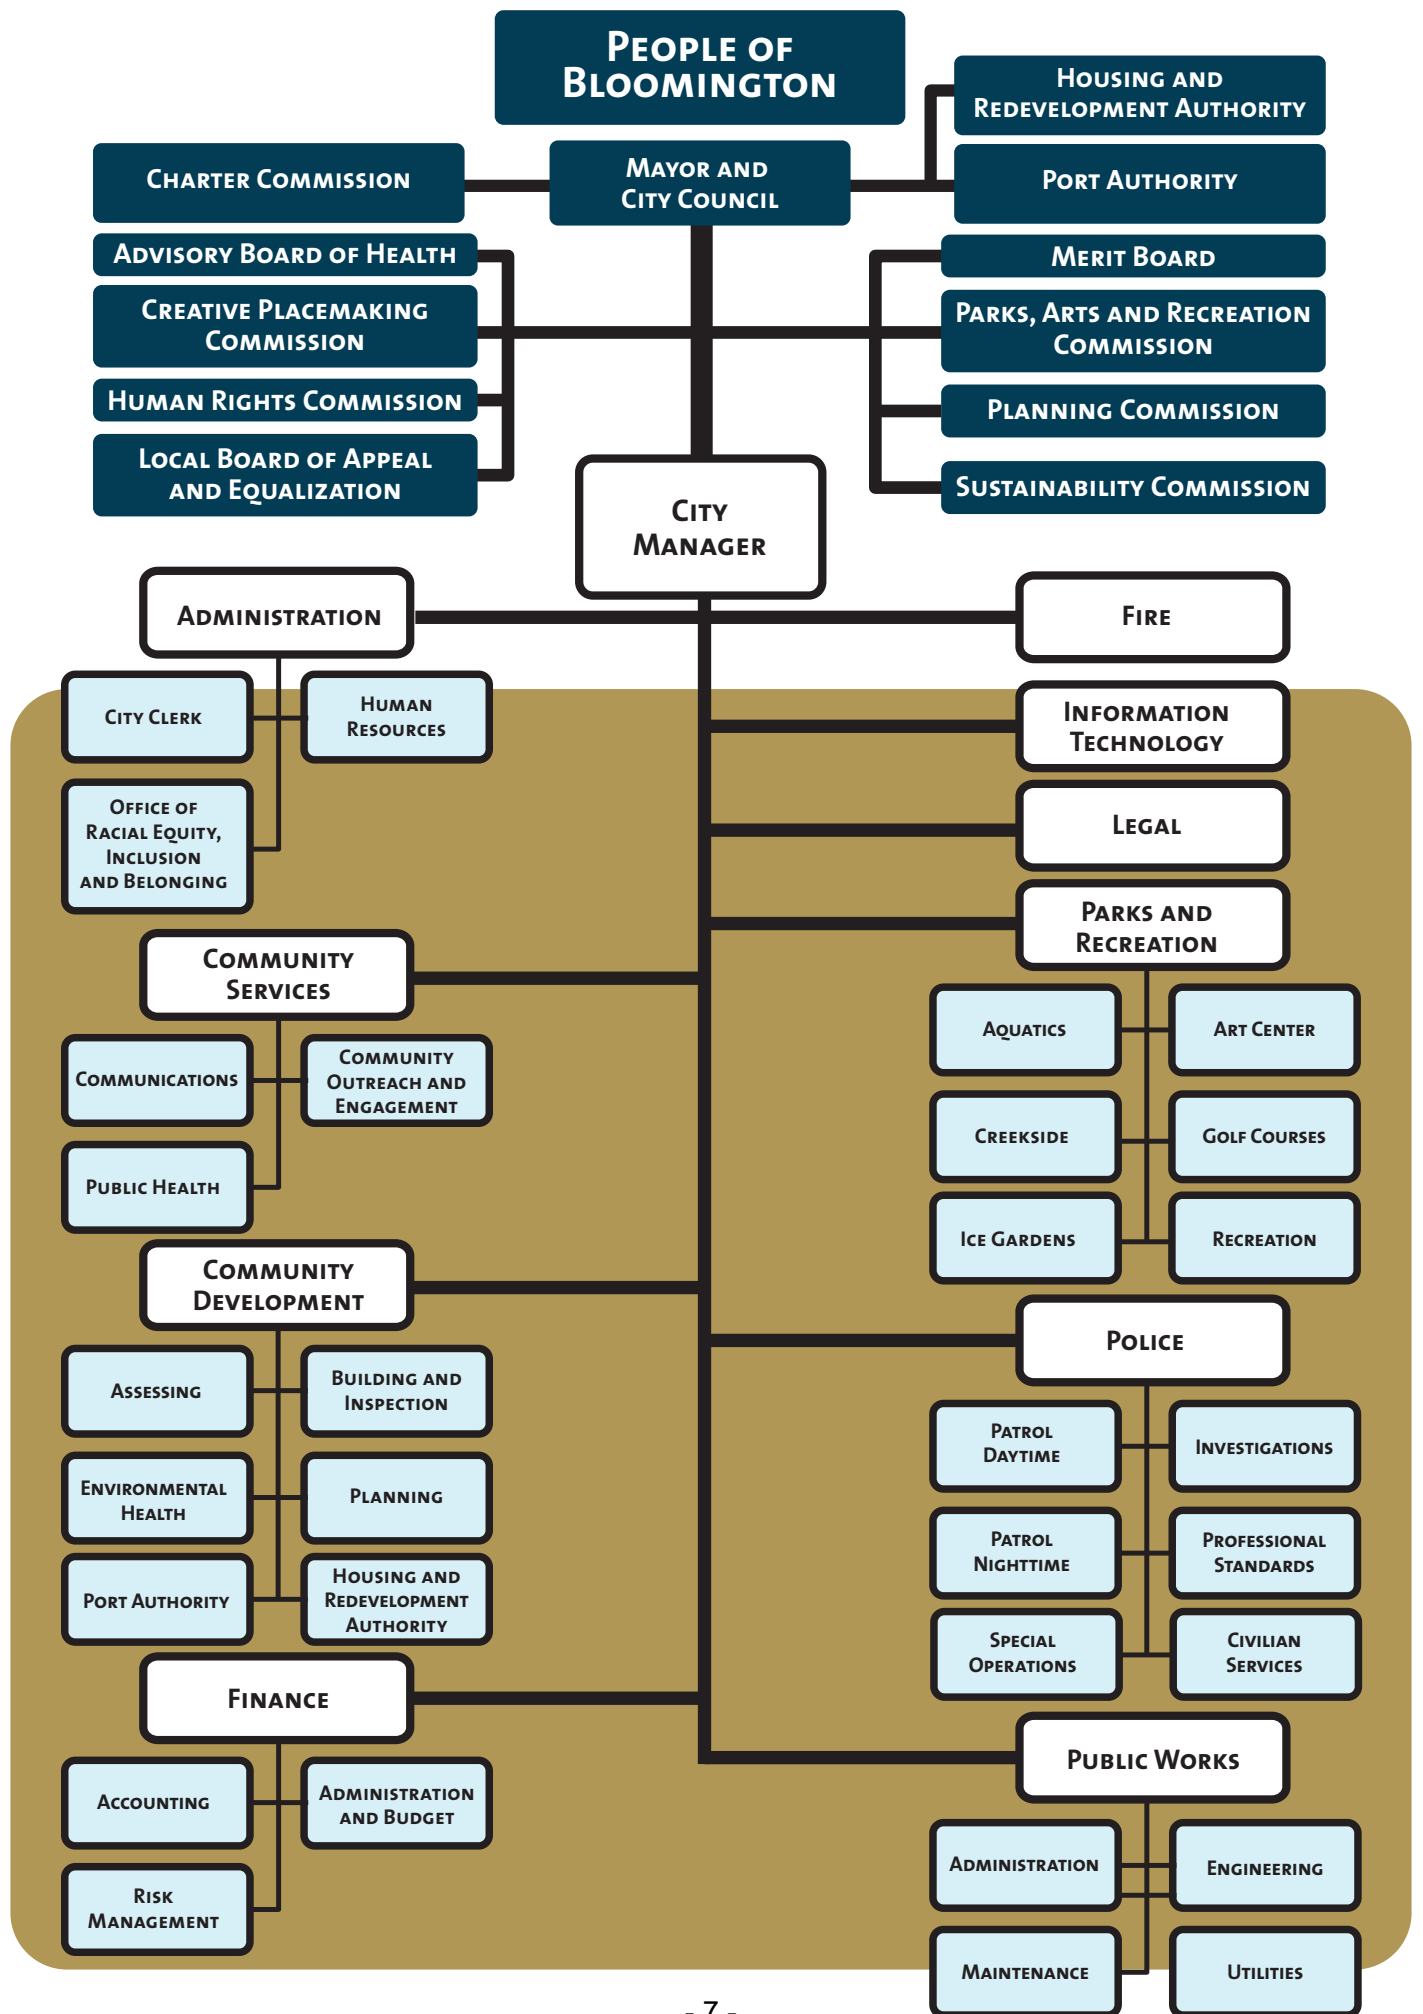 People of
Bloomington
Housing and
Redevelopment Authority
Charter Commission
Mayor and
City Council
Port Authority
Advisory Board of Health
Merit Board
Creative Placemaking
Commission
Parks, Arts and Recreation
Commission
Human Rights Commission
Planning Commission
Local Board of Appeal
and Equalization
Sustainability Commission
City
Manager
Administration
Fire
City Clerk
Human
Resources
Office of
Racial Equity,
Inclusion
and Belonging
Information
Technology
Legal
Parks and
Recreation
Community
Services
Communications
Community
Outreach and
Engagement
Public Health
Aquatics
Art Center
Creekside
Golf Courses
Ice Gardens
Recreation
Community
Development
Assessing
Building and
Inspection
Environmental
Health
Planning
Port Authority
Housing and
Redevelopment
Authority
Police
Patrol
Daytime
Investigations
Patrol
Nighttime
Professional
Standards
Special
Operations
Civilian
Services
Finance
Accounting
Administration
and Budget
Risk
Management
Public Works
Administration
Engineering
Maintenance
Utilities
- 7 -